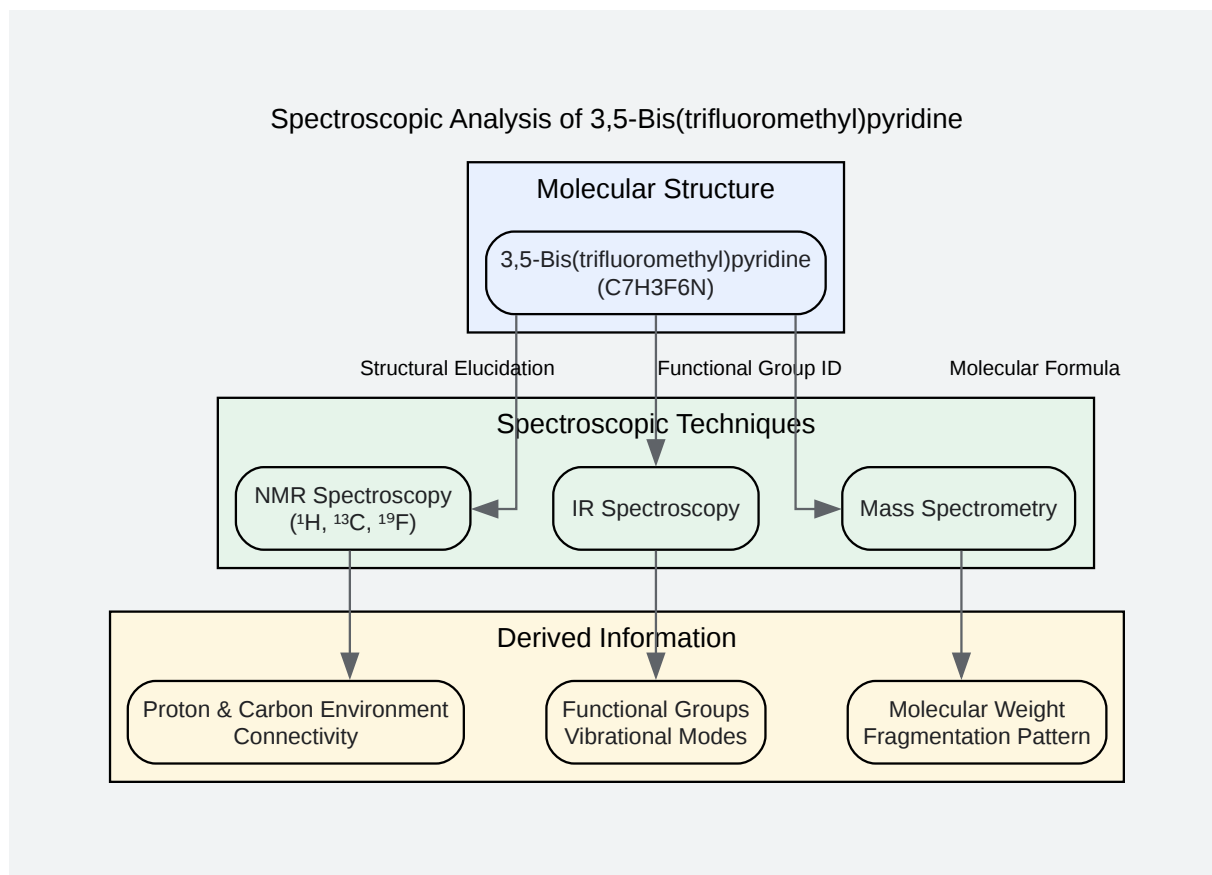 Spectroscopic Analysis of 3,5-Bis(trifluoromethyl)pyridine
Molecular Structure
3,5-Bis(trifluoromethyl)pyridine
(C7H3F6N)
Structural Elucidation
Functional Group ID
Molecular Formula
Spectroscopic Techniques
NMR Spectroscopy
(¹H, ¹³C, ¹⁹F)
IR Spectroscopy
Mass Spectrometry
Derived Information
Proton & Carbon Environment
Connectivity
Functional Groups
Vibrational Modes
Molecular Weight
Fragmentation Pattern